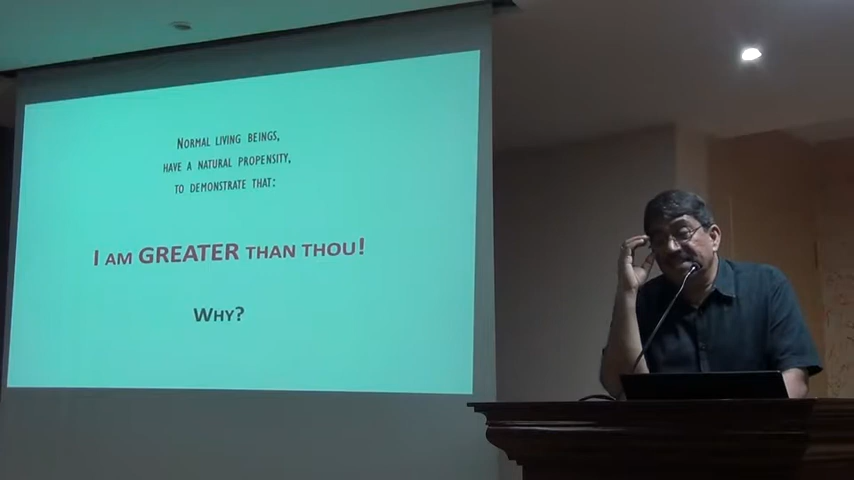 NORMAL LIVING BEINGS,
HAVE A NATURAL PROPENSITY,
TO DEMONSTRATE THAT:
I AM GREATER THAN THOU!
WHY?